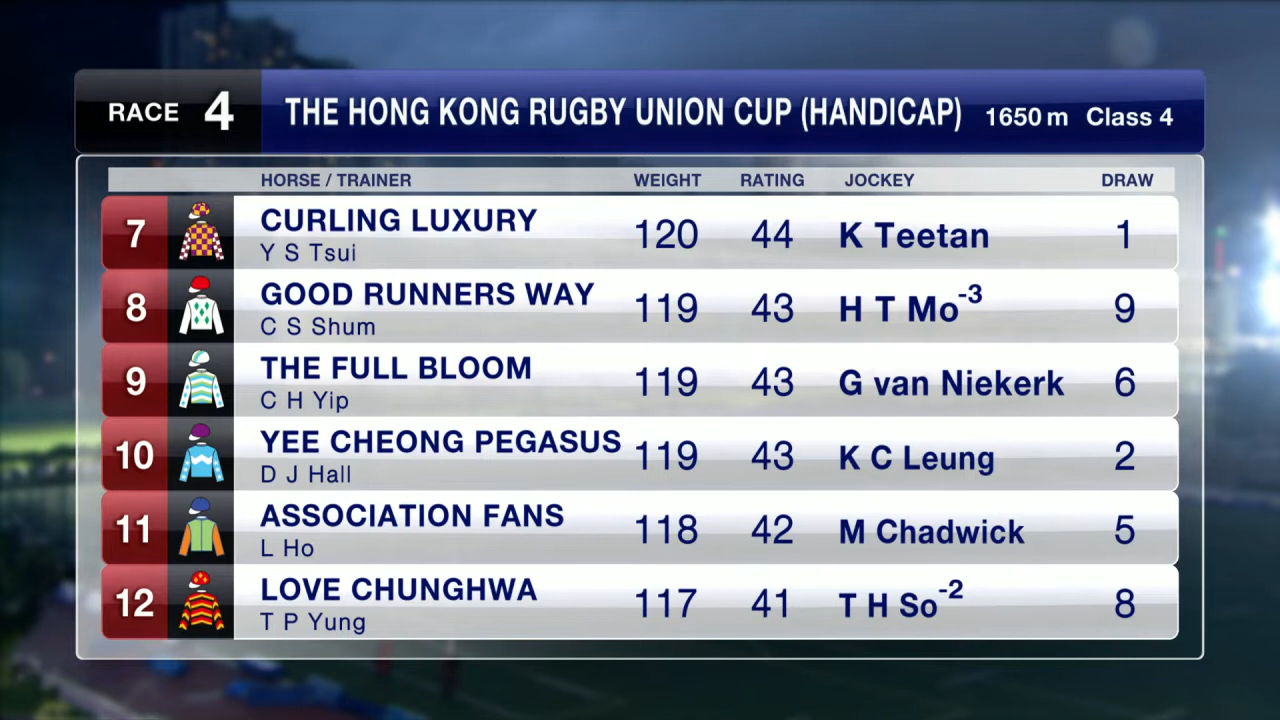 RACE 4 THE HONG KONG RUGBY UNION CUP (HANDICAP) 1650 m Class 4
HORSE / TRAINER WEIGHT RATING JOCKEY DRAW
7 CURLING LUXURY 120 44 K Teetan 1
Y S Tsui
8 GOOD RUNNERS WAY 119 43 H T Mo-3 9
C S Shum
9 THE FULL BLOOM 119 43 G van Niekerk 6
C H Yip
10 YEE CHEONG PEGASUS 119 43 K C Leung 2
D J Hall
11 ASSOCIATION FANS 118 42 M Chadwick 5
L Ho
12 LOVE CHUNGHWA 117 41 T H So-2 8
T P Yung